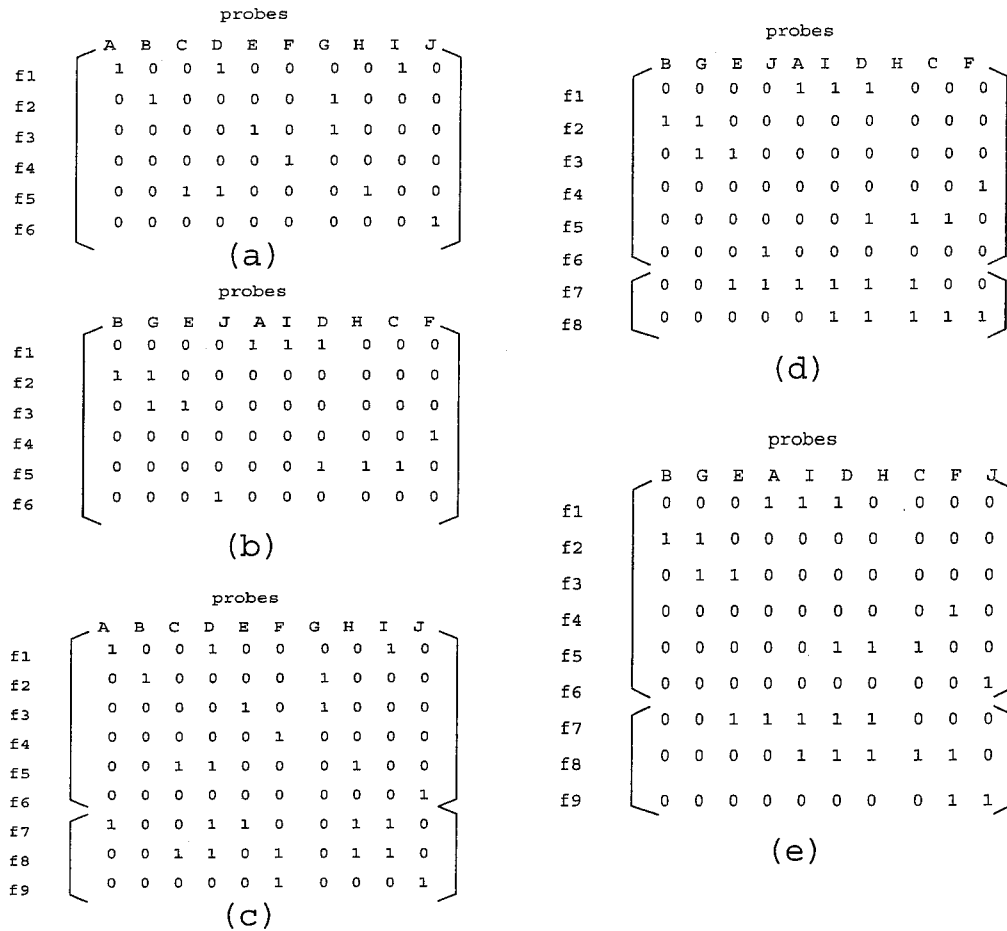 probes
A B C D E F G H I J
f1 1 0 0 1 0 0 0 0 1 0
f2 0 1 0 0 0 0 1 0 0 0
f3 0 0 0 0 1 0 1 0 0 0
f4 0 0 0 0 0 1 0 0 0 0
f5 0 0 1 1 0 0 0 1 0 0
f6 0 0 0 0 0 0 0 0 0 1
(a)
probes
B G E J A I D H C F
f1 0 0 0 0 1 1 1 0 0 0
f2 1 1 0 0 0 0 0 0 0 0
f3 0 1 1 0 0 0 0 0 0 0
f4 0 0 0 0 0 0 0 0 0 1
f5 0 0 0 0 0 0 1 1 1 0
f6 0 0 0 1 0 0 0 0 0 0
(b)
probes
A B C D E F G H I J
f1 1 0 0 1 0 0 0 0 1 0
f2 0 1 0 0 0 0 1 0 0 0
f3 0 0 0 0 1 0 1 0 0 0
f4 0 0 0 0 0 1 0 0 0 0
f5 0 0 1 1 0 0 0 1 0 0
f6 0 0 0 0 0 0 0 0 0 1
f7 1 0 0 1 1 0 0 1 1 0
f8 0 0 1 1 0 1 0 1 1 0
f9 0 0 0 0 0 1 0 0 0 1
(c)
probes
B G E J A I D H C F
f1 0 0 0 0 1 1 1 0 0 0
f2 1 1 0 0 0 0 0 0 0 0
f3 0 1 1 0 0 0 0 0 0 0
f4 0 0 0 0 0 0 0 0 0 1
f5 0 0 0 0 0 0 1 1 1 0
f6 0 0 0 1 0 0 0 0 0 0
f7 0 0 1 1 1 1 1 1 0 0
f8 0 0 0 0 0 1 1 1 1 1
(d)
probes
B G E A I D H C F J
f1 0 0 0 1 1 1 0 0 0 0
f2 1 1 0 0 0 0 0 0 0 0
f3 0 1 1 0 0 0 0 0 0 0
f4 0 0 0 0 0 0 0 0 1 0
f5 0 0 0 0 0 1 1 1 0 0
f6 0 0 0 0 0 0 0 0 0 1
f7 0 0 1 1 1 1 1 0 0 0
f8 0 0 0 0 1 1 1 1 1 0
f9 0 0 0 0 0 0 0 0 1 1
(e)